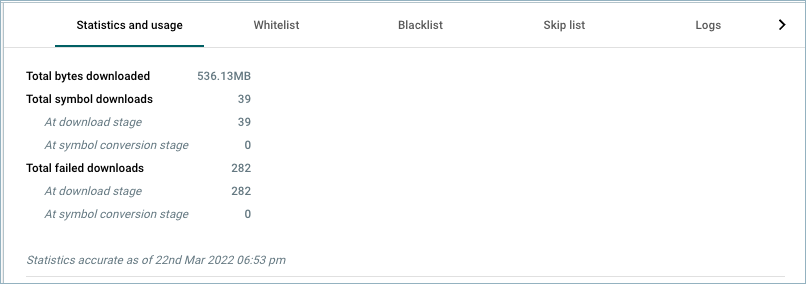 Statistics and usage Whitelist Blacklist Skip list Logs
Total bytes downloaded 536.13MB
Total symbol downloads 39
At download stage 39
At symbol conversion stage 0
Total failed downloads 282
At download stage 282
At symbol conversion stage 0
Statistics accurate as of 22nd Mar 2022 06:53 pm